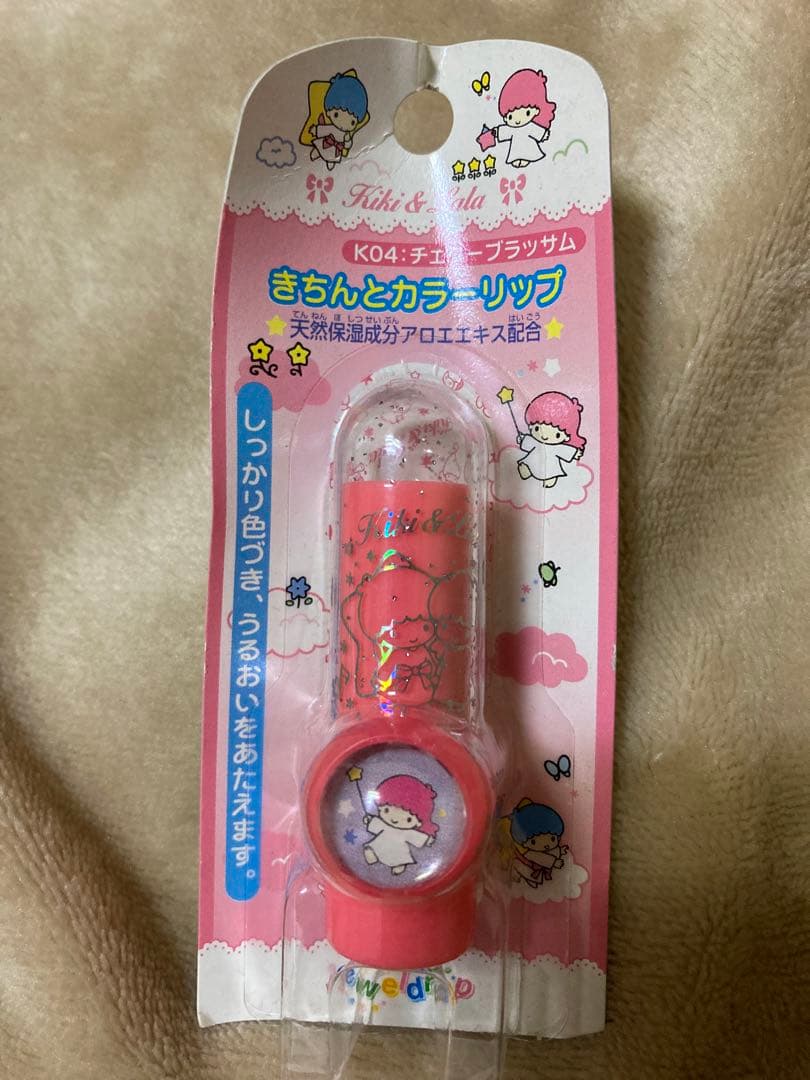 Kiki & Lala
K04:チェリーブラッサム
きちんとカラーリップ
てんねん ほ しつせいぶん はいごう
天然保湿成分アロエエキス配合
しっかり色づき、うるおいをあたえます。
Kiki & La
jeweldrop